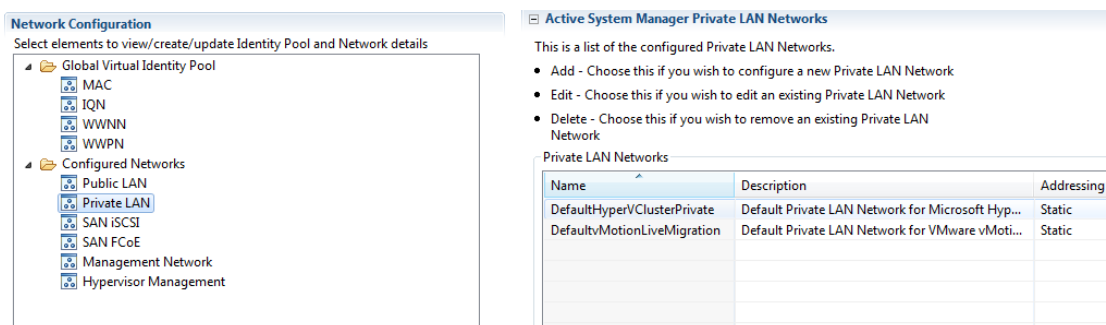 Network Configuration
Select elements to view/create/update Identity Pool and Network details
Global Virtual Identity Pool
MAC
IQN
WWNN
WWPN
Configured Networks
Public LAN
Private LAN
SAN iSCSI
SAN FCoE
Management Network
Hypervisor Management
Active System Manager Private LAN Networks
This is a list of the configured Private LAN Networks.
• Add - Choose this if you wish to configure a new Private LAN Network
• Edit - Choose this if you wish to edit an existing Private LAN Network
• Delete - Choose this if you wish to remove an existing Private LAN
Network
Private LAN Networks
Name Description Addressing
DefaultHyperVClusterPrivate Default Private LAN Network for Microsoft Hyp... Static
DefaultvMotionLiveMigration Default Private LAN Network for VMware vMoti... Static